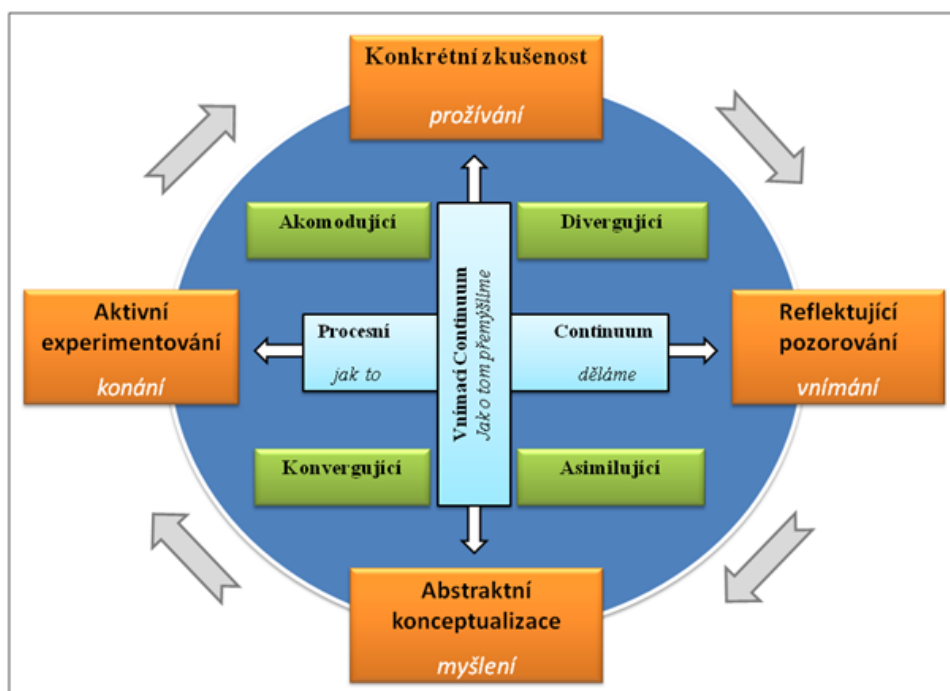 Konkrétní zkušenost
prožívání
Akomodující
Divergující
Aktivní
experimentování
konání
Procesní
jak to
Vnímací Continuum
Jak o tom přemýšlíme
Continuum
děláme
Reflektující
pozorování
vnímání
Konvergující
Asimilující
Abstraktní
konceptualizace
myšlení